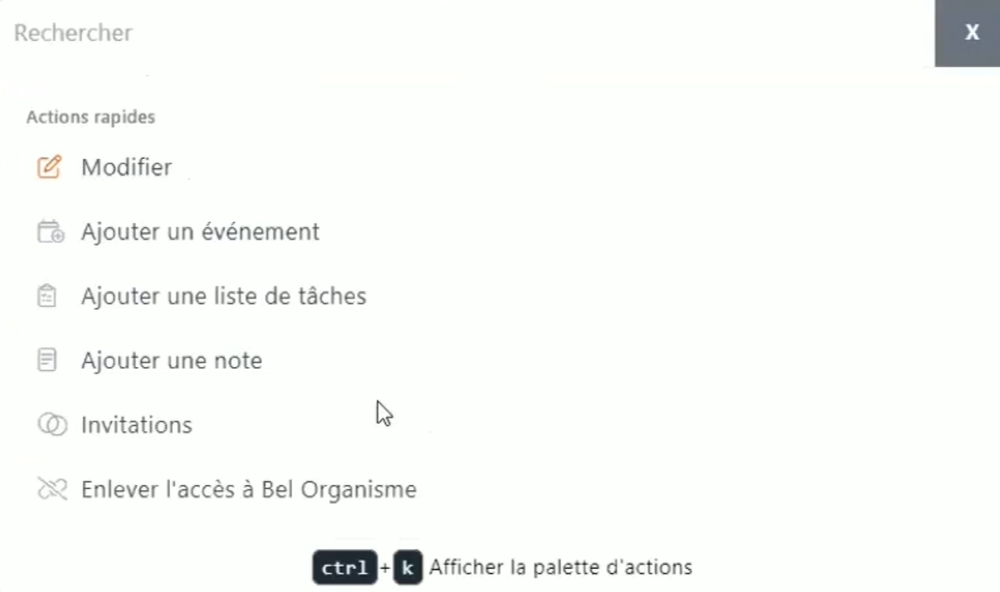 Rechercher
X
Actions rapides
Modifier
Ajouter un événement
Ajouter une liste de tâches
Ajouter une note
Invitations
Enlever l'accès à Bel Organisme
ctrl + k Afficher la palette d'actions